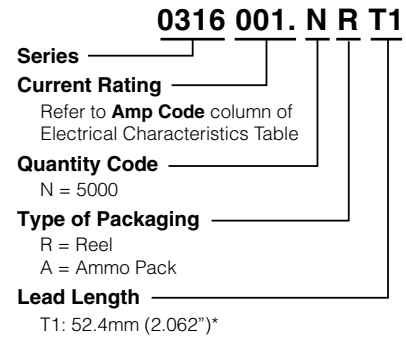 0316 001. N R T1
Series
Current Rating
Refer to Amp Code column of
Electrical Characteristics Table
Quantity Code
N = 5000
Type of Packaging
R = Reel
A = Ammo Pack
Lead Length
T1: 52.4mm (2.062”)*